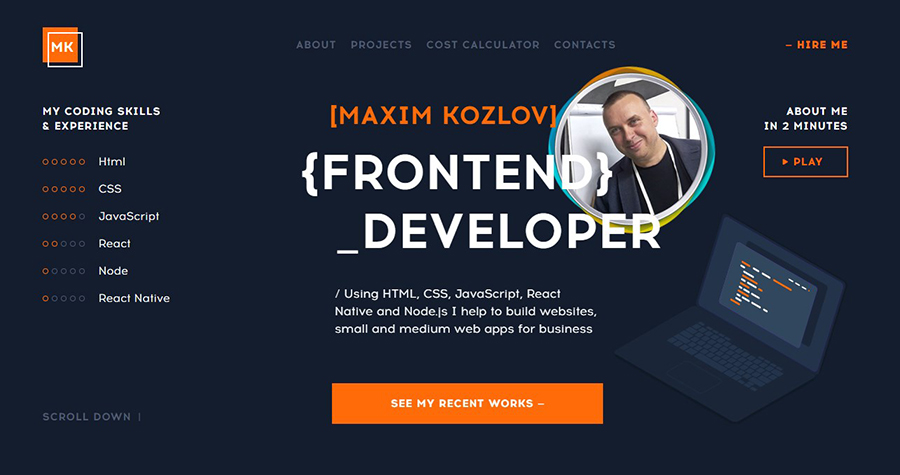 MK
ABOUT PROJECTS COST CALCULATOR CONTACTS
– HIRE ME
MY CODING SKILLS
& EXPERIENCE
Html
CSS
JavaScript
React
Node
React Native
SCROLL DOWN |
[MAXIM KOZLOV]
{FRONTEND}
_DEVELOPER
/ Using HTML, CSS, JavaScript, React
Native and Node.js I help to build websites,
small and medium web apps for business
SEE MY RECENT WORKS –
ABOUT ME
IN 2 MINUTES
PLAY